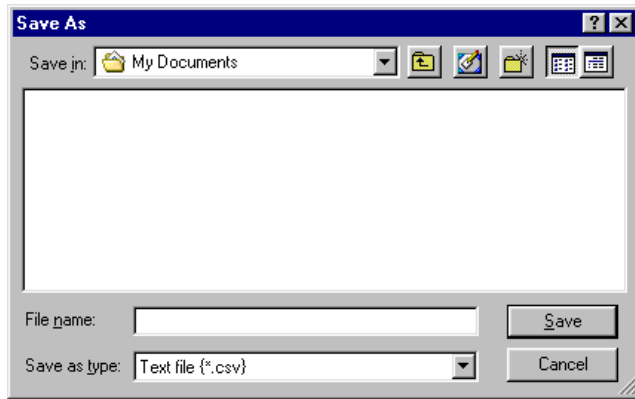 Save As
Save in: My Documents
File name:
Save
Save as type: Text file {*.csv}
Cancel